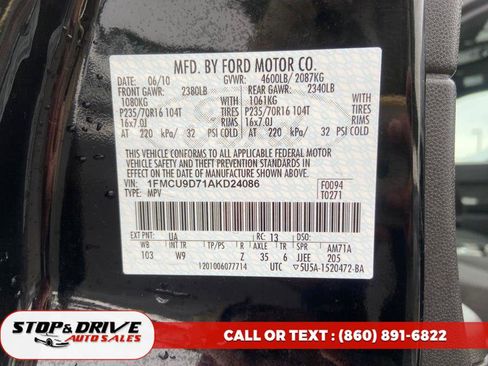 MFD. BY FORD MOTOR CO.
DATE: 06/10 GVWR: 4600LB/ 2087KG
FRONT GAWR: 2380LB REAR GAWR: 2340LB
1080KG WITH 1061KG WITH
P235/70R16 104T TIRES P235/70R16 104T TIRES
16x7.0J RIMS 16x7.0J RIMS
AT 220 kPa/ 32 PSI COLD AT 220 kPa/ 32 PSI COLD
THIS VEHICLE CONFORMS TO ALL APPLICABLE FEDERAL MOTOR
VEHICLE SAFETY AND THEFT PREVENTION STANDARDS IN
EFFECT ON THE DATE OF MANUFACTURE SHOWN ABOVE.
VIN: 1FMCU9D71AKD24086 F0094
TYPE: MPV T0271
EXT PNT: UA RC: 13 DSO:
WB INT TR TP/PS R AXLE TR SPR AM71A
103 W9 Z 35 6 JJEE 205
1201006077714 UTC 5U5A-1520472-BA
STOP & DRIVE
AUTO SALES
CALL OR TEXT : (860) 891-6822